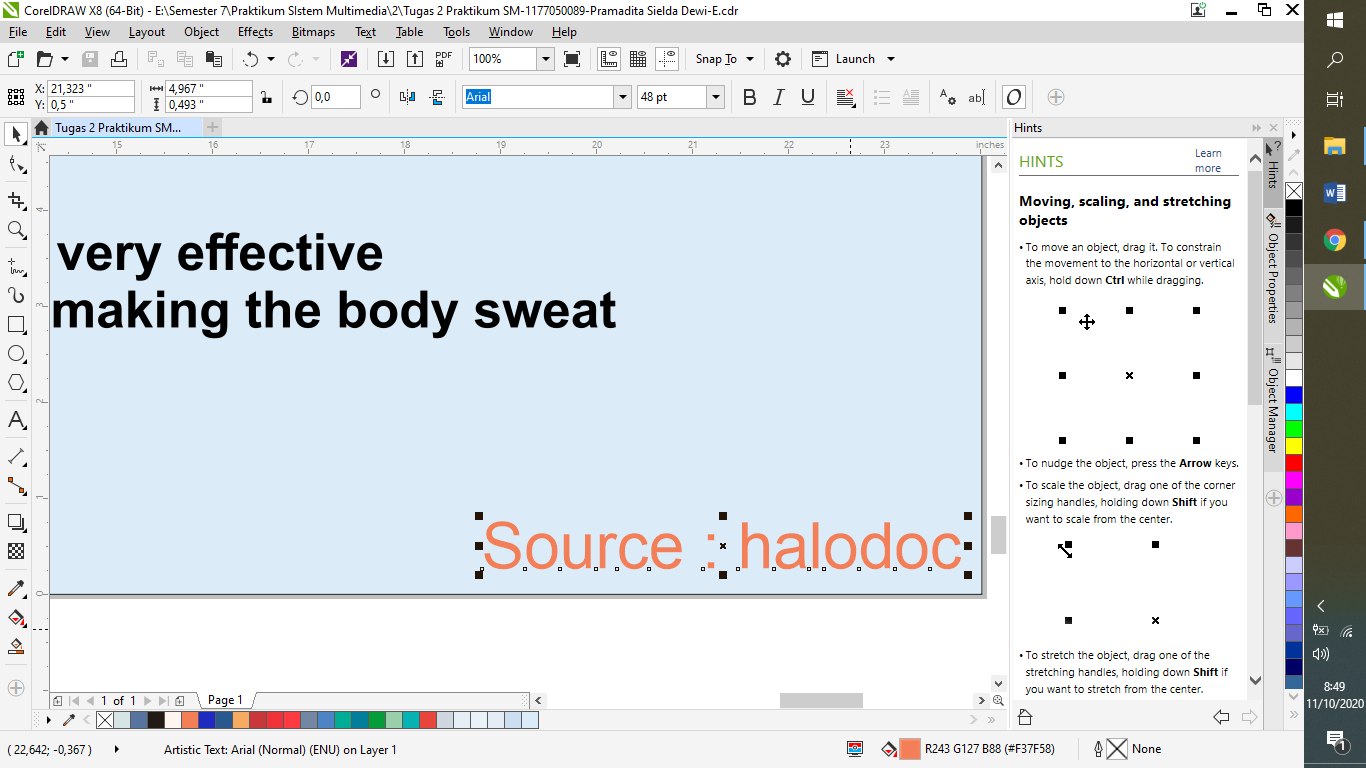 CorelDRAW X8 (64-Bit) - E:\Semester 7\Praktikum SIstem Multimedia\2\Tugas 2 Praktikum SM-1177050089-Pramadita Sielda Dewi-E.cdr
File Edit View Layout Object Effects Bitmaps Text Table Tools Window Help
PDF 100% Snap To Launch
X: 21,323 " 4,967 " 0,0 Arial 48 pt B I U A ab O
Y: 0,5 " 0,493 "
Tugas 2 Praktikum SM...
15 16 17 18 19 20 21 22 23 inches
4
3
2
1
0
very effective
making the body sweat
Source : halodoc
Hints
HINTS
Learn more
Moving, scaling, and stretching
objects
• To move an object, drag it. To constrain
the movement to the horizontal or vertical
axis, hold down Ctrl while dragging.
• To nudge the object, press the Arrow keys.
• To scale the object, drag one of the corner
sizing handles, holding down Shift if you
want to scale from the center.
• To stretch the object, drag one of the
stretching handles, holding down Shift if
you want to stretch from the center.
Hints
Object Properties
Object Manager
1 of 1 Page 1
( 22,642; -0,367 ) Artistic Text: Arial (Normal) (ENU) on Layer 1 R243 G127 B88 (#F37F58) None
8:49
11/10/2020
1